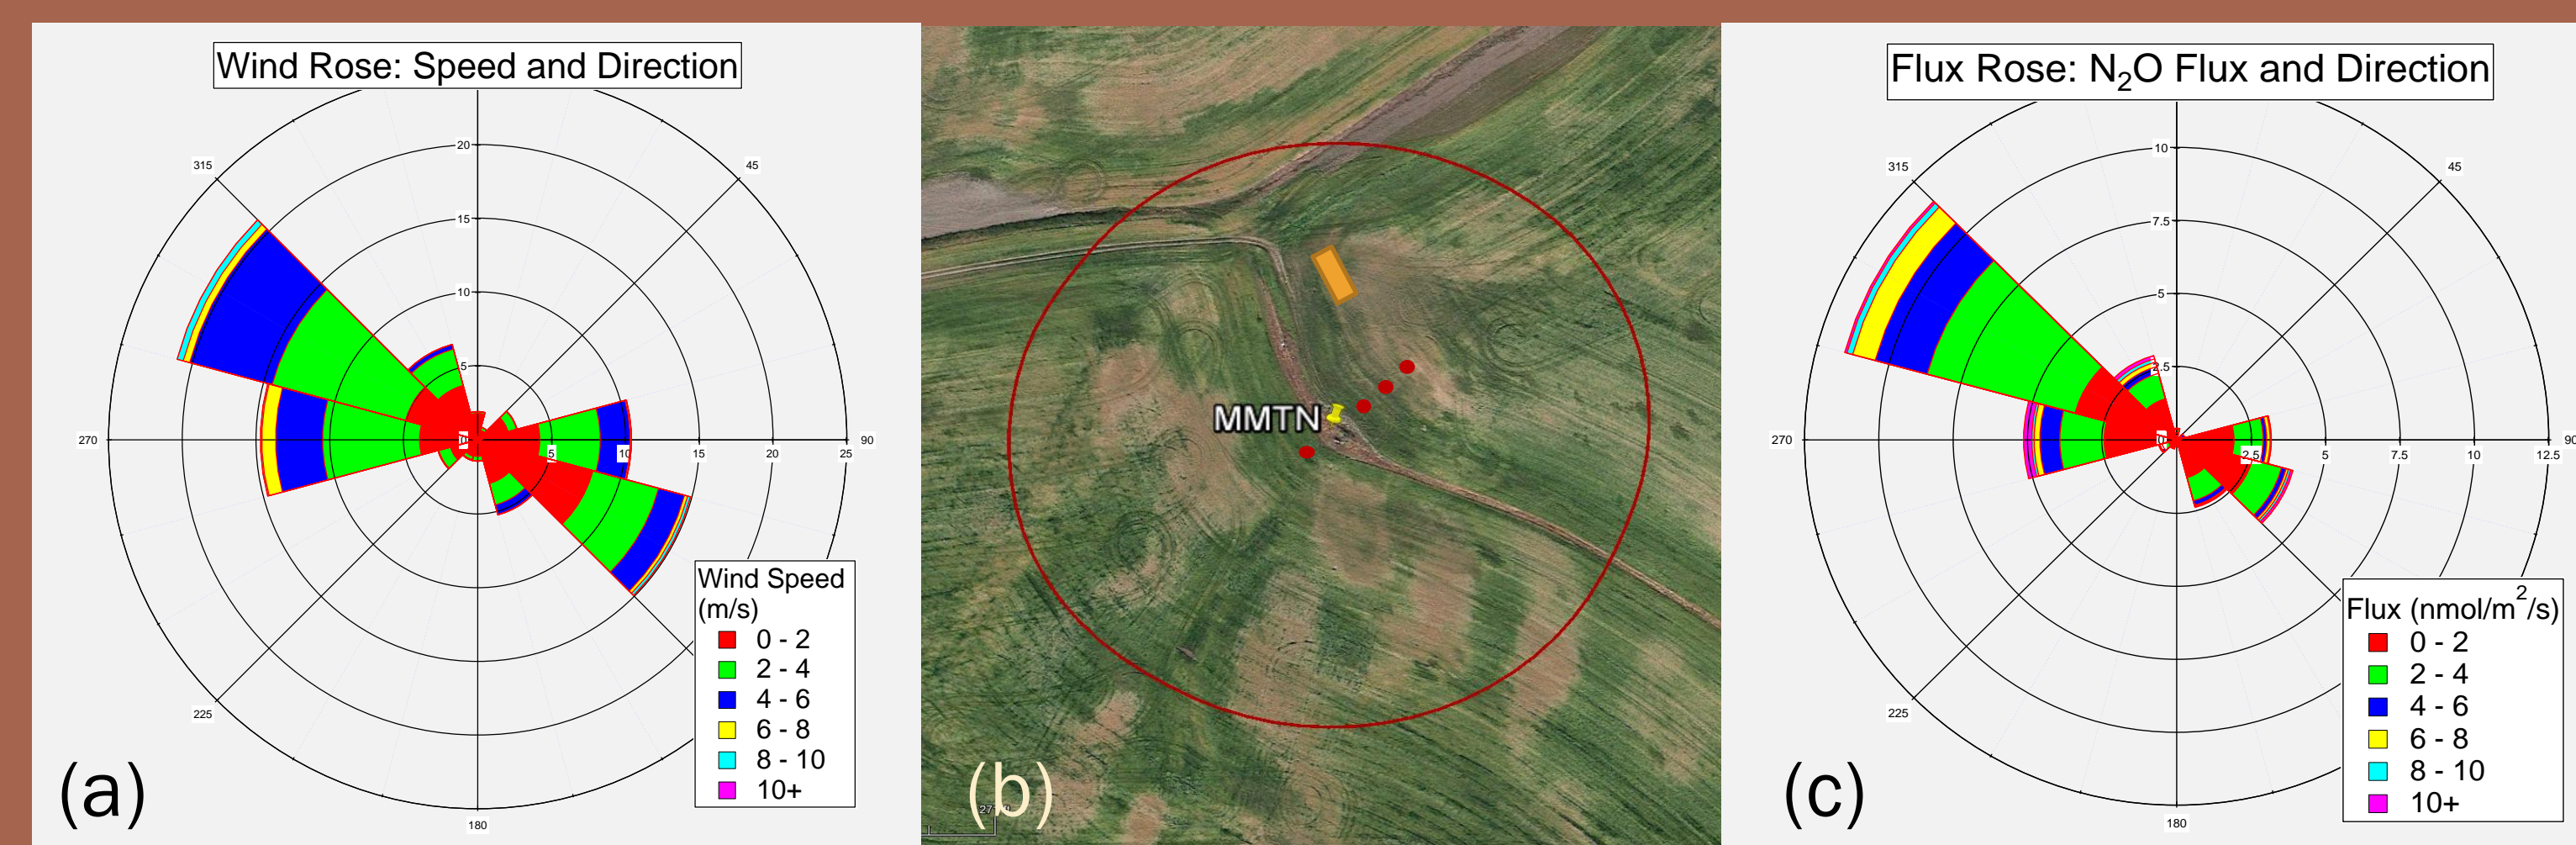 Wind Rose: Speed and Direction
20
15
10
5
0
5
10
15
20
25
315
45
270
90
225
180
Wind Speed
(m/s)
0 - 2
2 - 4
4 - 6
6 - 8
8 - 10
10+
(a)
MMTN
(b)
Flux Rose: N₂O Flux and Direction
10
7.5
5
2.5
0
2.5
5
7.5
10
12.5
315
45
270
90
225
180
Flux (nmol/m²/s)
0 - 2
2 - 4
4 - 6
6 - 8
8 - 10
10+
(c)